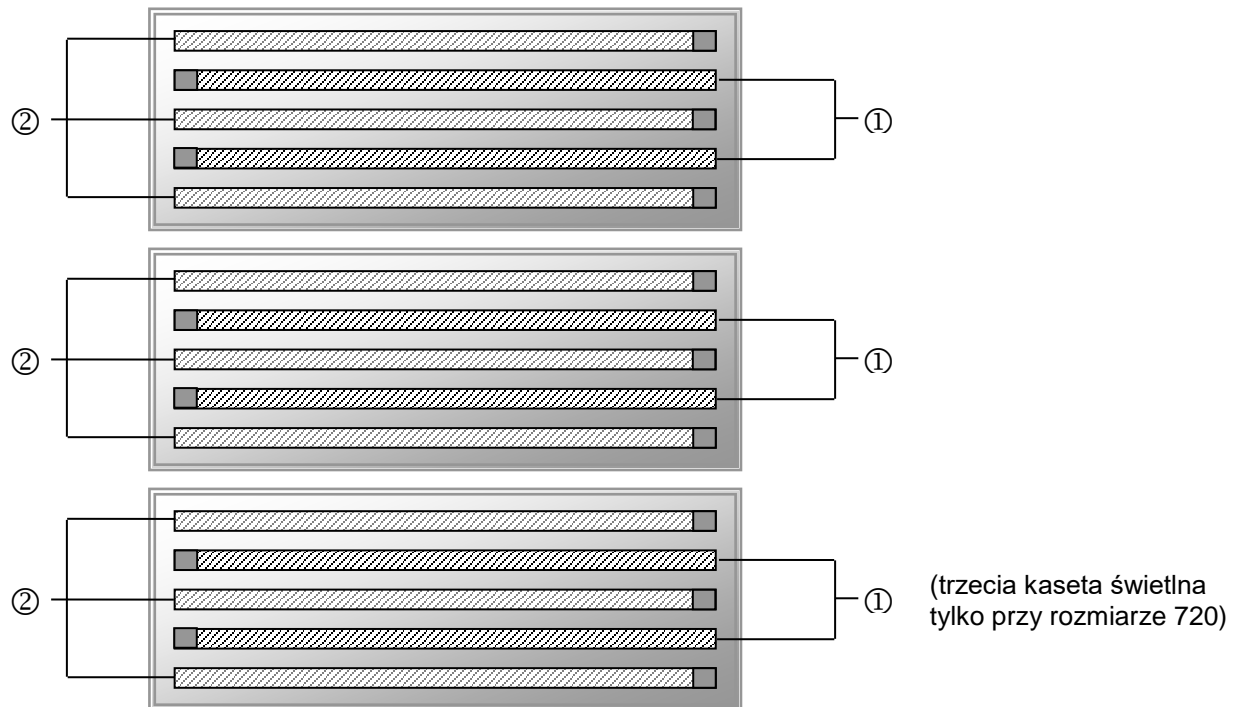 ② ①
② ①
② ① (trzecia kaseta świetlna
tylko przy rozmiarze 720)